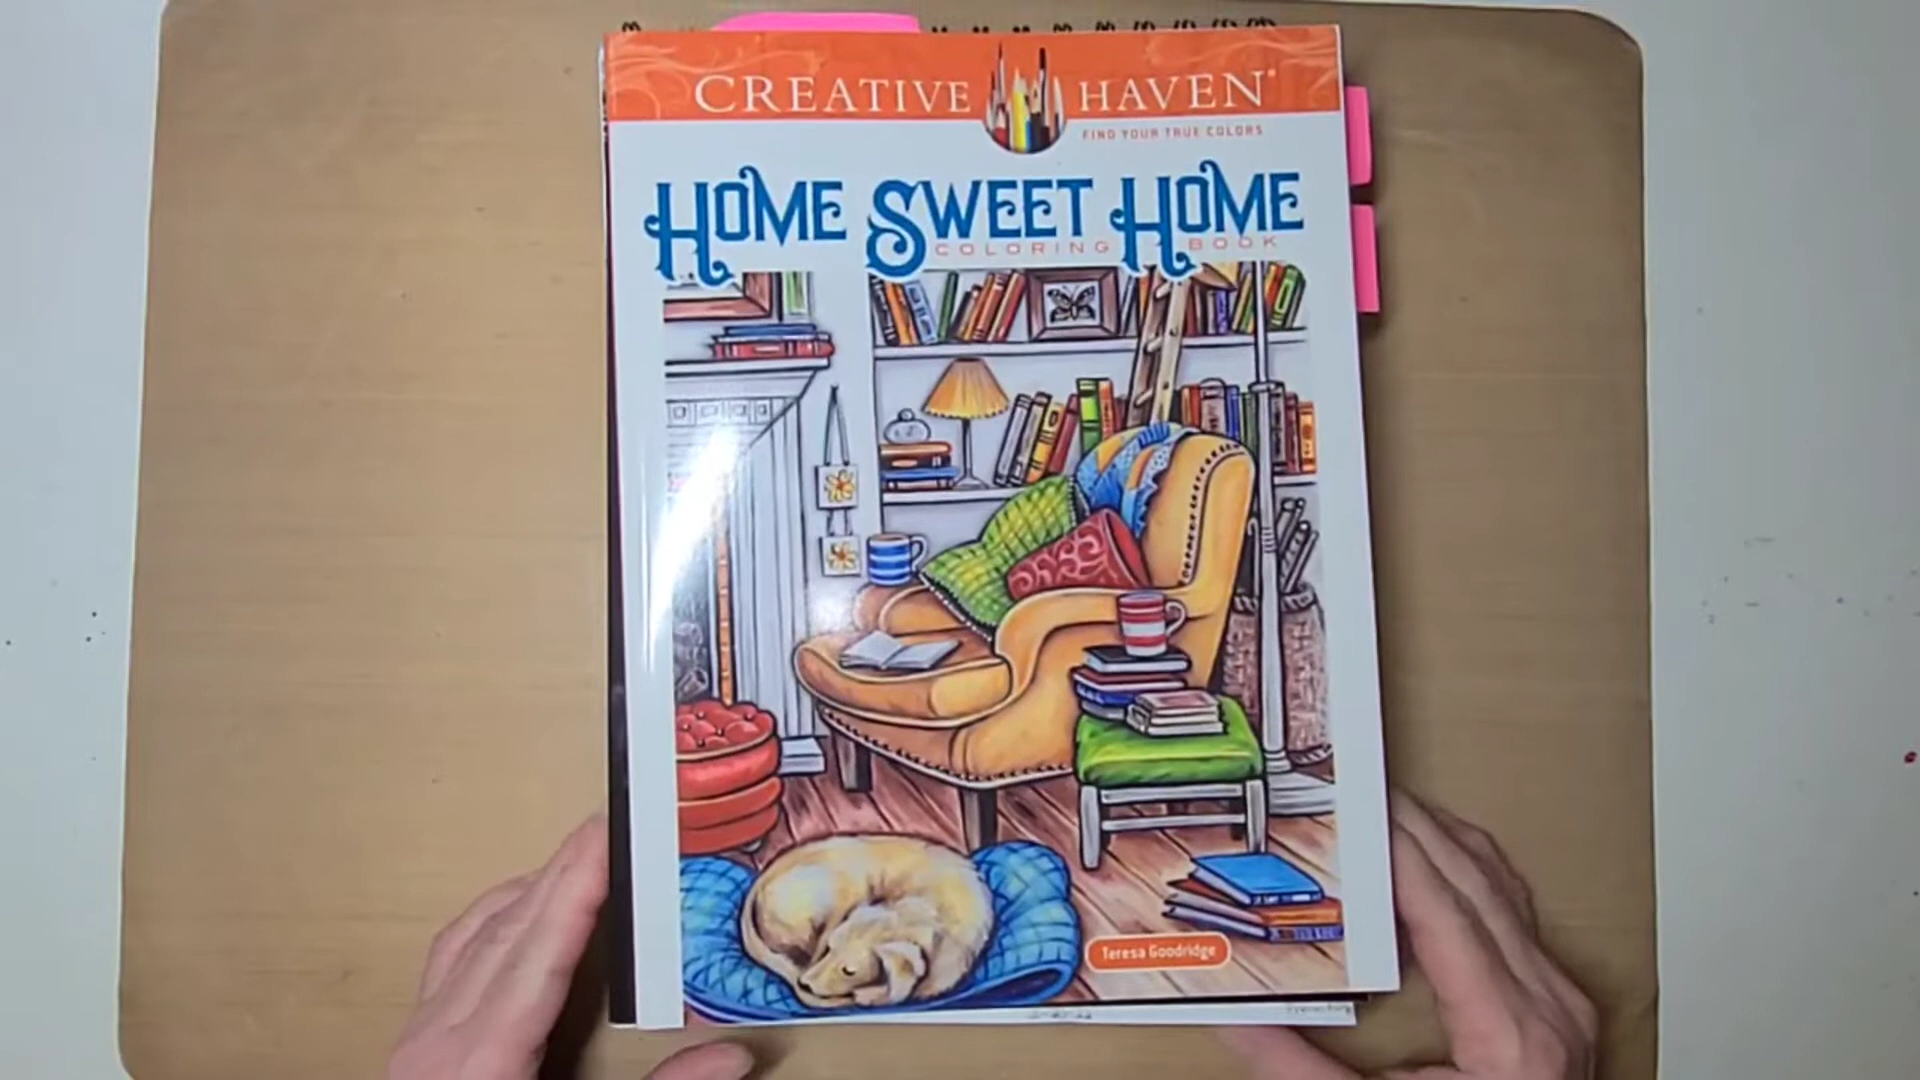 CREATIVE HAVEN®
FIND YOUR TRUE COLORS
HOME SWEET HOME
COLORING BOOK
Teresa Goodridge